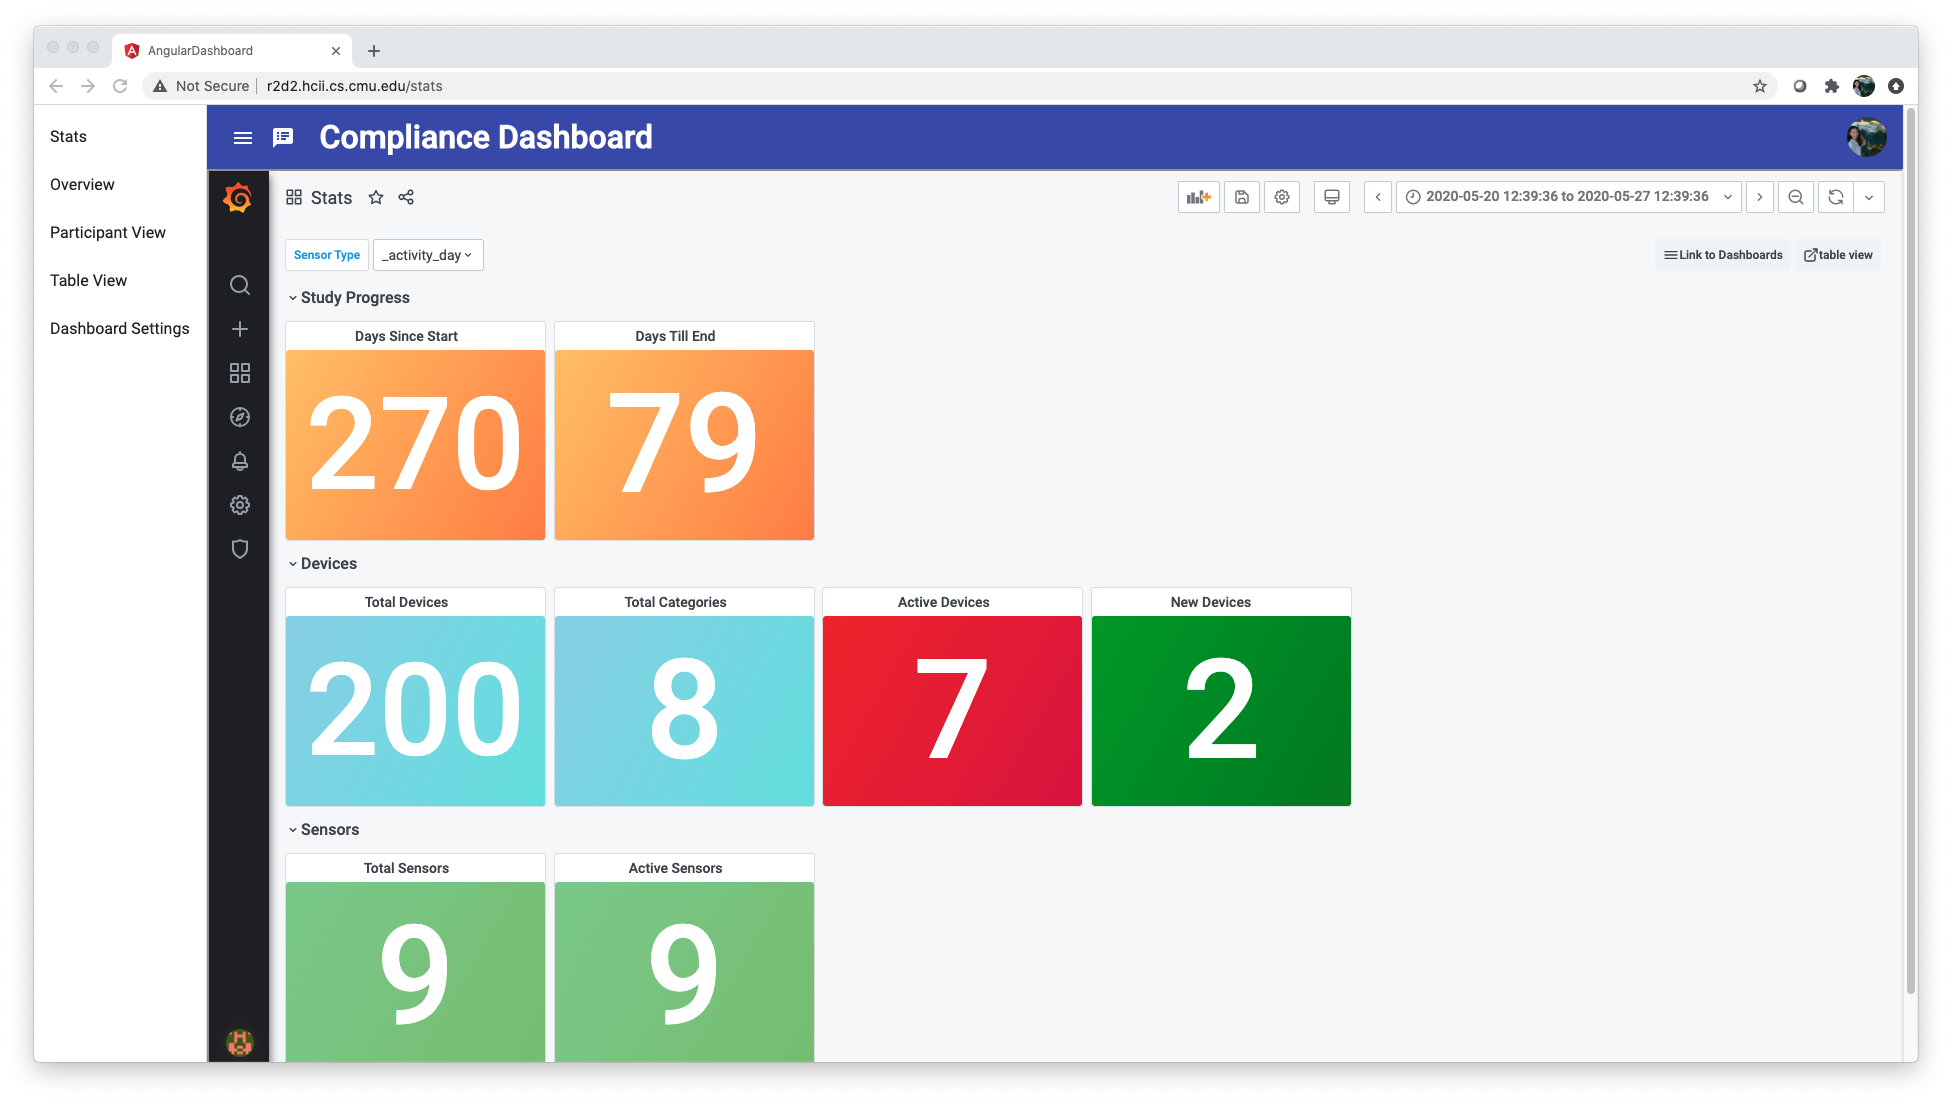 AngularDashboard
Not Secure r2d2.hcii.cs.cmu.edu/stats
Stats
Overview
Participant View
Table View
Dashboard Settings
Compliance Dashboard
Stats
2020-05-20 12:39:36 to 2020-05-27 12:39:36
Sensor Type _activity_day
Link to Dashboards table view
Study Progress
Days Since Start Days Till End
270 79
Devices
Total Devices Total Categories Active Devices New Devices
200 8 7 2
Sensors
Total Sensors Active Sensors
9 9